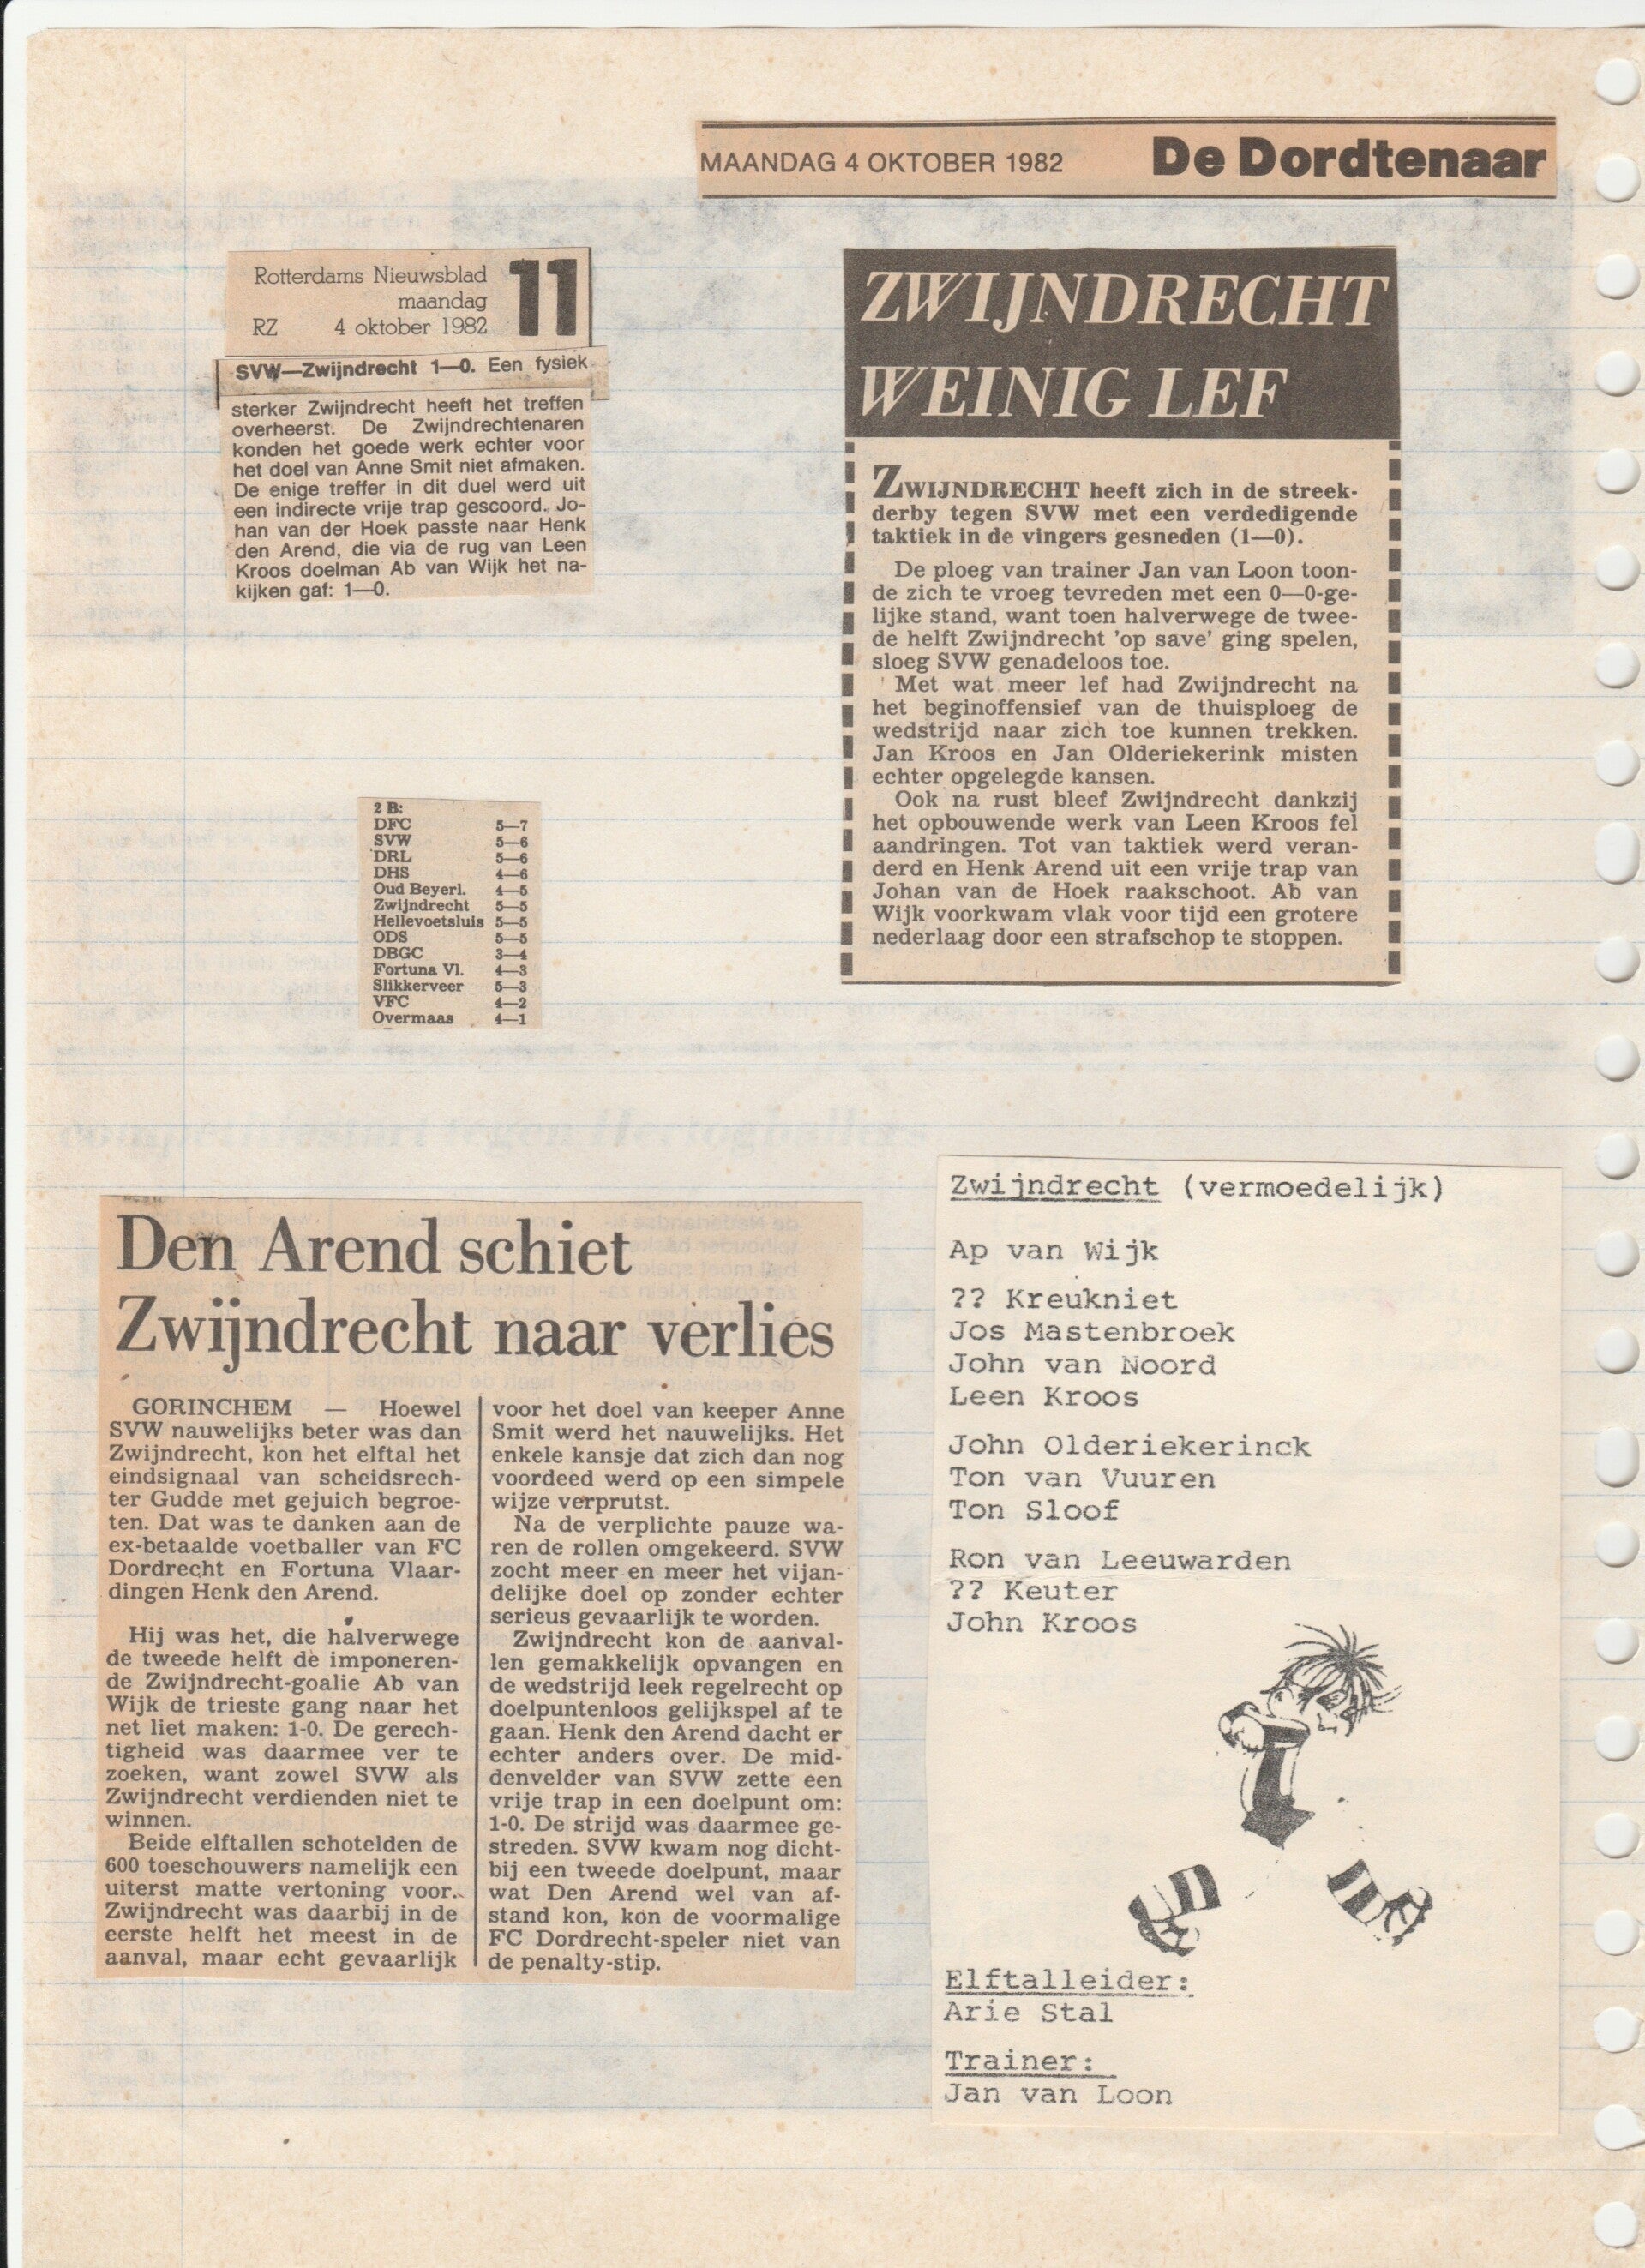 MAANDAG 4 OKTOBER 1982 De Dordtenaar
Rotterdams Nieuwsblad 11
maandag
RZ 4 oktober 1982
SVW—Zwijndrecht 1—0. Een fysiek
sterker Zwijndrecht heeft het treffen
overheerst. De Zwijndrechtenaren
konden het goede werk echter voor
het doel van Anne Smit niet afmaken.
De enige treffer in dit duel werd uit
een indirecte vrije trap gescoord. Jo-
han van der Hoek passte naar Henk
den Arend, die via de rug van Leen
Kroos doelman Ab van Wijk het na-
kijken gaf: 1—0.
ZWIJNDRECHT
WEINIG LEF
ZWIJNDRECHT heeft zich in de streek-
derby tegen SVW met een verdedigende
taktiek in de vingers gesneden (1—0).
De ploeg van trainer Jan van Loon toon-
de zich te vroeg tevreden met een 0—0-ge-
lijke stand, want toen halverwege de twee-
de helft Zwijndrecht 'op save' ging spelen,
sloeg SVW genadeloos toe.
Met wat meer lef had Zwijndrecht na
het beginoffensief van de thuisploeg de
wedstrijd naar zich toe kunnen trekken.
Jan Kroos en Jan Olderiekerink misten
echter opgelegde kansen.
Ook na rust bleef Zwijndrecht dankzij
het opbouwende werk van Leen Kroos fel
aandringen. Tot van taktiek werd veran-
derd en Henk Arend uit een vrije trap van
Johan van de Hoek raakschoot. Ab van
Wijk voorkwam vlak voor tijd een grotere
nederlaag door een strafschop te stoppen.
2 B:
DFC 5—7
SVW 5—6
DRL 5—6
DHS 4—6
Oud Beyerl. 4—5
Zwijndrecht 5—5
Hellevoetsluis 5—5
ODS 5—5
DBGC 3—4
Fortuna Vl. 4—3
Slikkerveer 5—3
VFC 4—2
Overmaas 4—1
Den Arend schiet
Zwijndrecht naar verlies
GORINCHEM — Hoewel
SVW nauwelijks beter was dan
Zwijndrecht, kon het elftal het
eindsignaal van scheidsrech-
ter Gudde met gejuich begroe-
ten. Dat was te danken aan de
ex-betaalde voetballer van FC
Dordrecht en Fortuna Vlaar-
dingen Henk den Arend.
Hij was het, die halverwege
de tweede helft de imponeren-
de Zwijndrecht-goalie Ab van
Wijk de trieste gang naar het
net liet maken: 1-0. De gerech-
tigheid was daarmee ver te
zoeken, want zowel SVW als
Zwijndrecht verdienden niet te
winnen.
Beide elftallen schotelden de
600 toeschouwers namelijk een
uiterst matte vertoning voor.
Zwijndrecht was daarbij in de
eerste helft het meest in de
aanval, maar echt gevaarlijk
voor het doel van keeper Anne
Smit werd het nauwelijks. Het
enkele kansje dat zich dan nog
voordeed werd op een simpele
wijze verprutst.
Na de verplichte pauze wa-
ren de rollen omgekeerd. SVW
zocht meer en meer het vijan-
delijke doel op zonder echter
serieus gevaarlijk te worden.
Zwijndrecht kon de aanval-
len gemakkelijk opvangen en
de wedstrijd leek regelrecht op
doelpuntenloos gelijkspel af te
gaan. Henk den Arend dacht er
echter anders over. De mid-
denvelder van SVW zette een
vrije trap in een doelpunt om:
1-0. De strijd was daarmee ge-
streden. SVW kwam nog dicht-
bij een tweede doelpunt, maar
wat Den Arend wel van af-
stand kon, kon de voormalige
FC Dordrecht-speler niet van
de penalty-stip.
Zwijndrecht (vermoedelijk)
Ap van Wijk
?? Kreukniet
Jos Mastenbroek
John van Noord
Leen Kroos
John Olderiekerinck
Ton van Vuuren
Ton Sloof
Ron van Leeuwarden
?? Keuter
John Kroos
Elftalleider:
Arie Stal
Trainer:
Jan van Loon